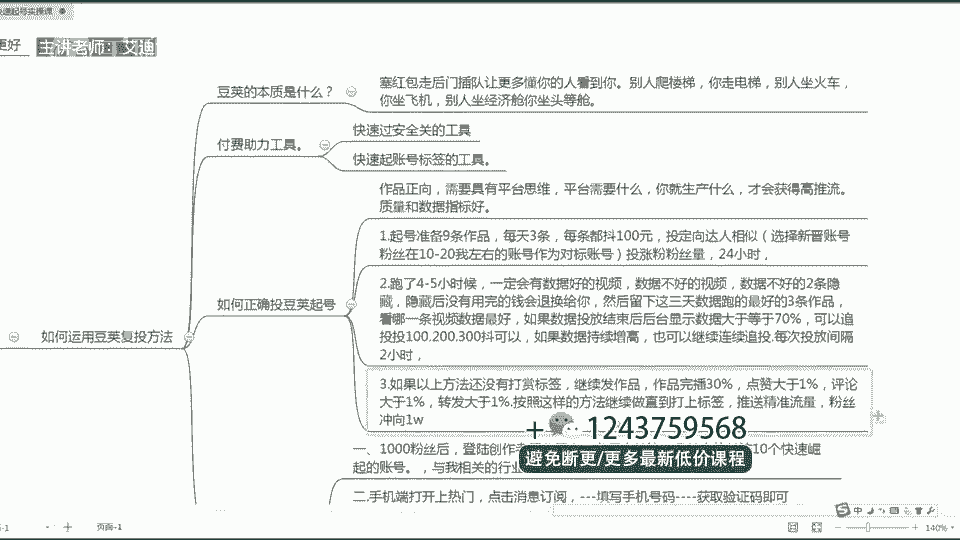 快速起号实操课
更好
主讲老师：艾迪
豆荚的本质是什么？
塞红包走后门插队让更多懂你的人看到你。别人爬楼梯，你走电梯，别人坐火车，
你坐飞机，别人坐经济舱你坐头等舱。
付费助力工具。
快速过安全关的工具
快速起账号标签的工具。
作品正向，需要具有平台思维，平台需要什么，你就生产什么，才会获得高推流。
质量和数据指标好。
1.起号准备9条作品，每天3条，每条都抖100元，投定向达人相似（选择新晋账号
粉丝在10-20我左右的账号作为对标账号）投涨粉粉丝量，24小时，
如何正确投豆荚起号
2.跑了4-5小时候，一定会有数据好的视频，数据不好的视频，数据不好的2条隐
藏，隐藏后没有用完的钱会退换给你，然后留下这三天数据跑的最好的3条作品，
看哪一条视频数据最好，如果数据投放结束后后台显示数据大于等于70%，可以追
投投100.200.300抖可以，如果数据持续增高，也可以继续连续追投.每次投放间隔
2小时，
如何运用豆荚复投方法
3.如果以上方法还没有打赏标签，继续发作品，作品完播30%，点赞大于1%，评论
大于1%，转发大于1%.按照这样的方法继续做直到打上标签，推送精准流量，粉丝
冲向1w
+ 1243759568
避免断更/更多最新低价课程
一、1000粉丝后，登陆创作 10个快速崛
起的账号。，与我相关的行业
二.手机端打开上热门，点击消息订阅，---填写手机号码----获取验证码即可
页面-1
中
140%